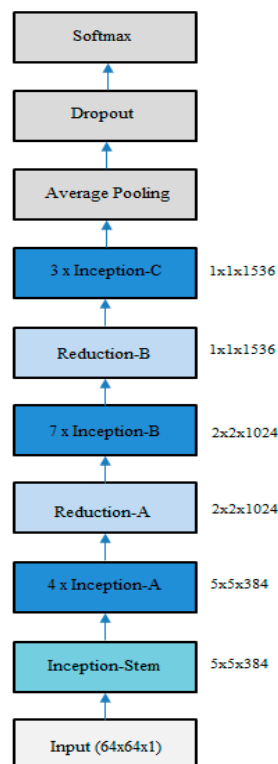 Softmax
Dropout
Average Pooling
3 x Inception-C 1x1x1536
Reduction-B 1x1x1536
7 x Inception-B 2x2x1024
Reduction-A 2x2x1024
4 x Inception-A 5x5x384
Inception-Stem 5x5x384
Input (64x64x1)